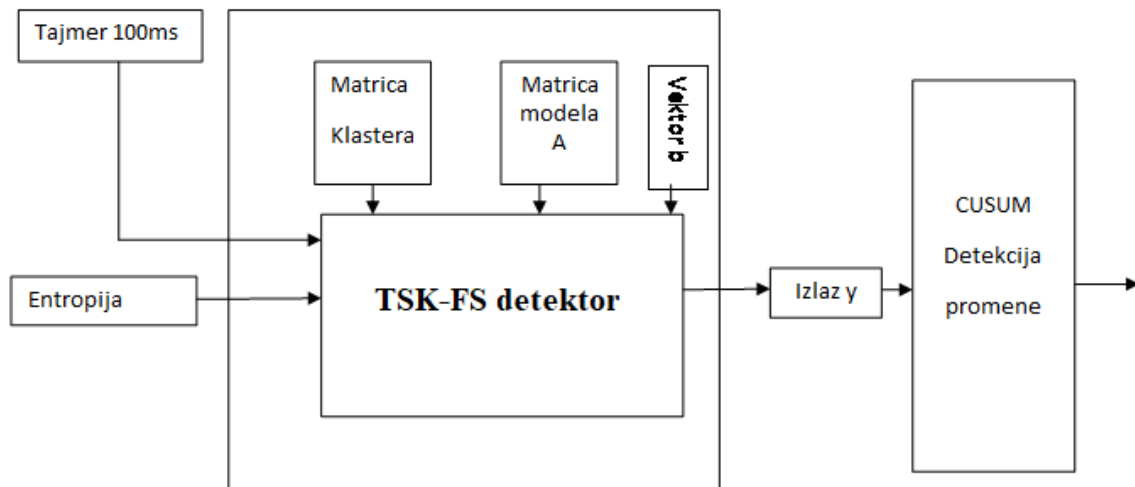 Tajmer 100ms
Matrica
Klastera
Matrica
modela
A
Vektor b
Entropija
TSK-FS detektor
Izlaz y
CUSUM
Detekcija
promene